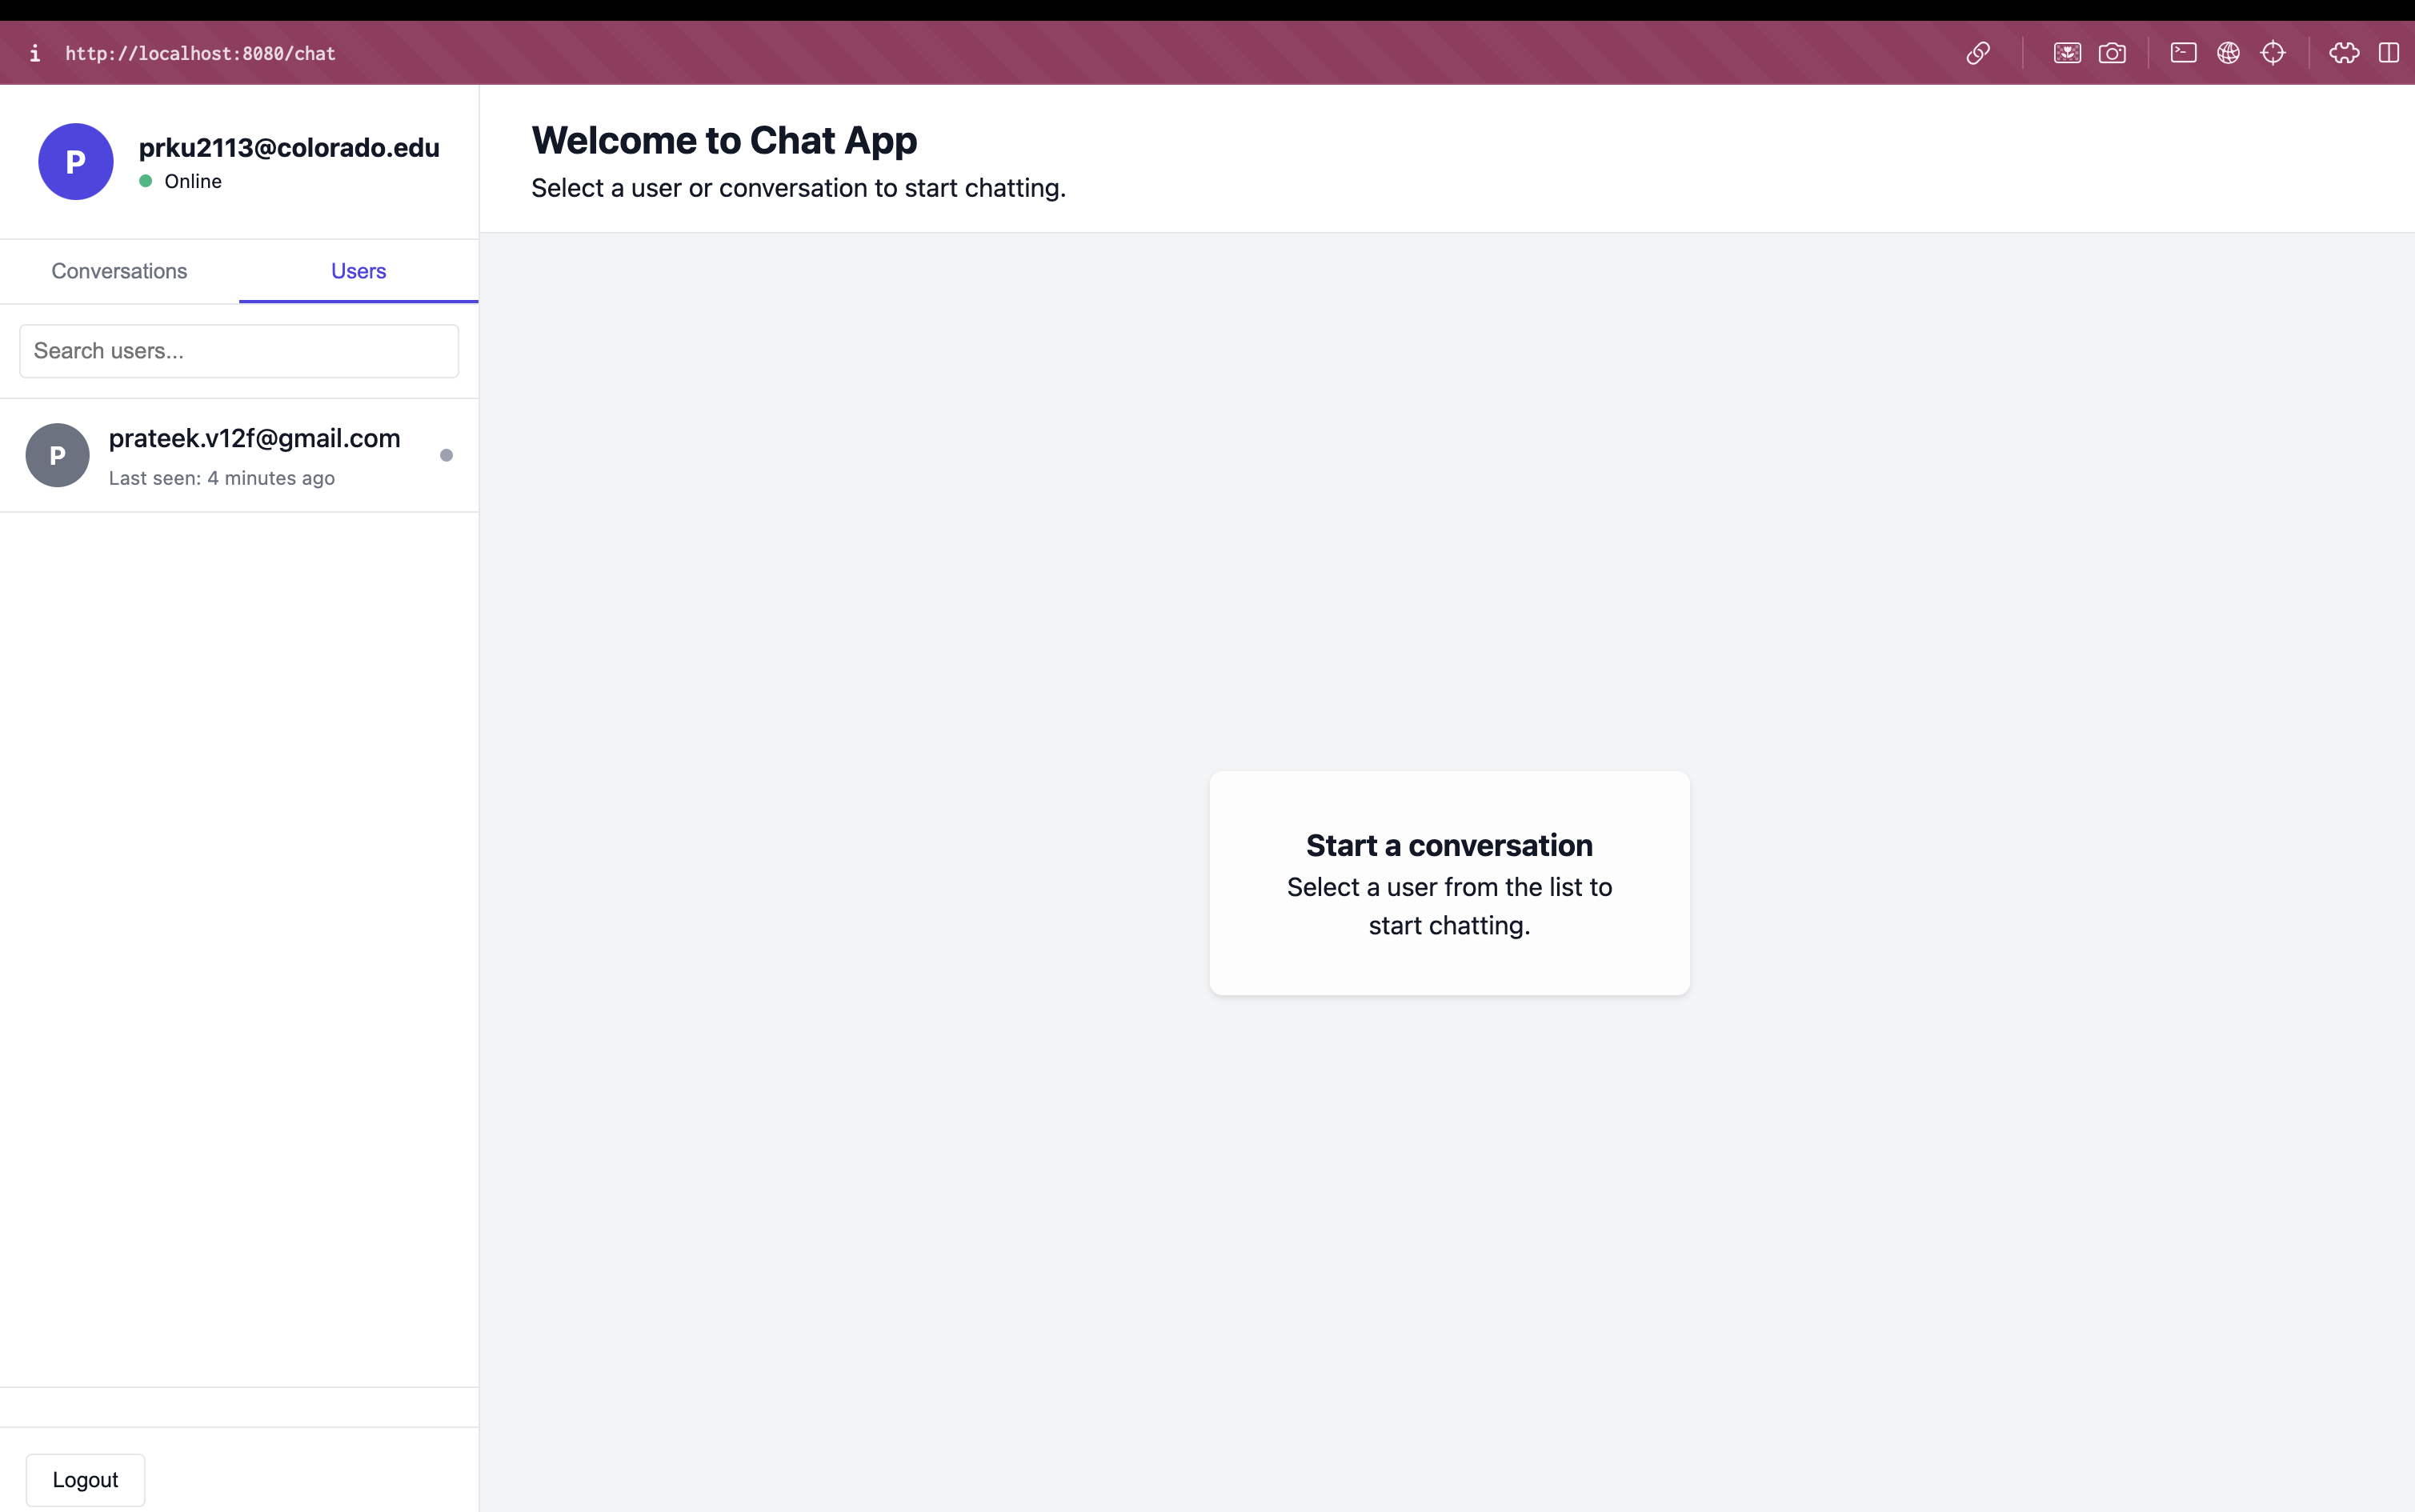 http://localhost:8080/chat
P
prku2113@colorado.edu
Online
Conversations
Users
Search users...
P
prateek.v12f@gmail.com
Last seen: 4 minutes ago
Logout
Welcome to Chat App
Select a user or conversation to start chatting.
Start a conversation
Select a user from the list to
start chatting.